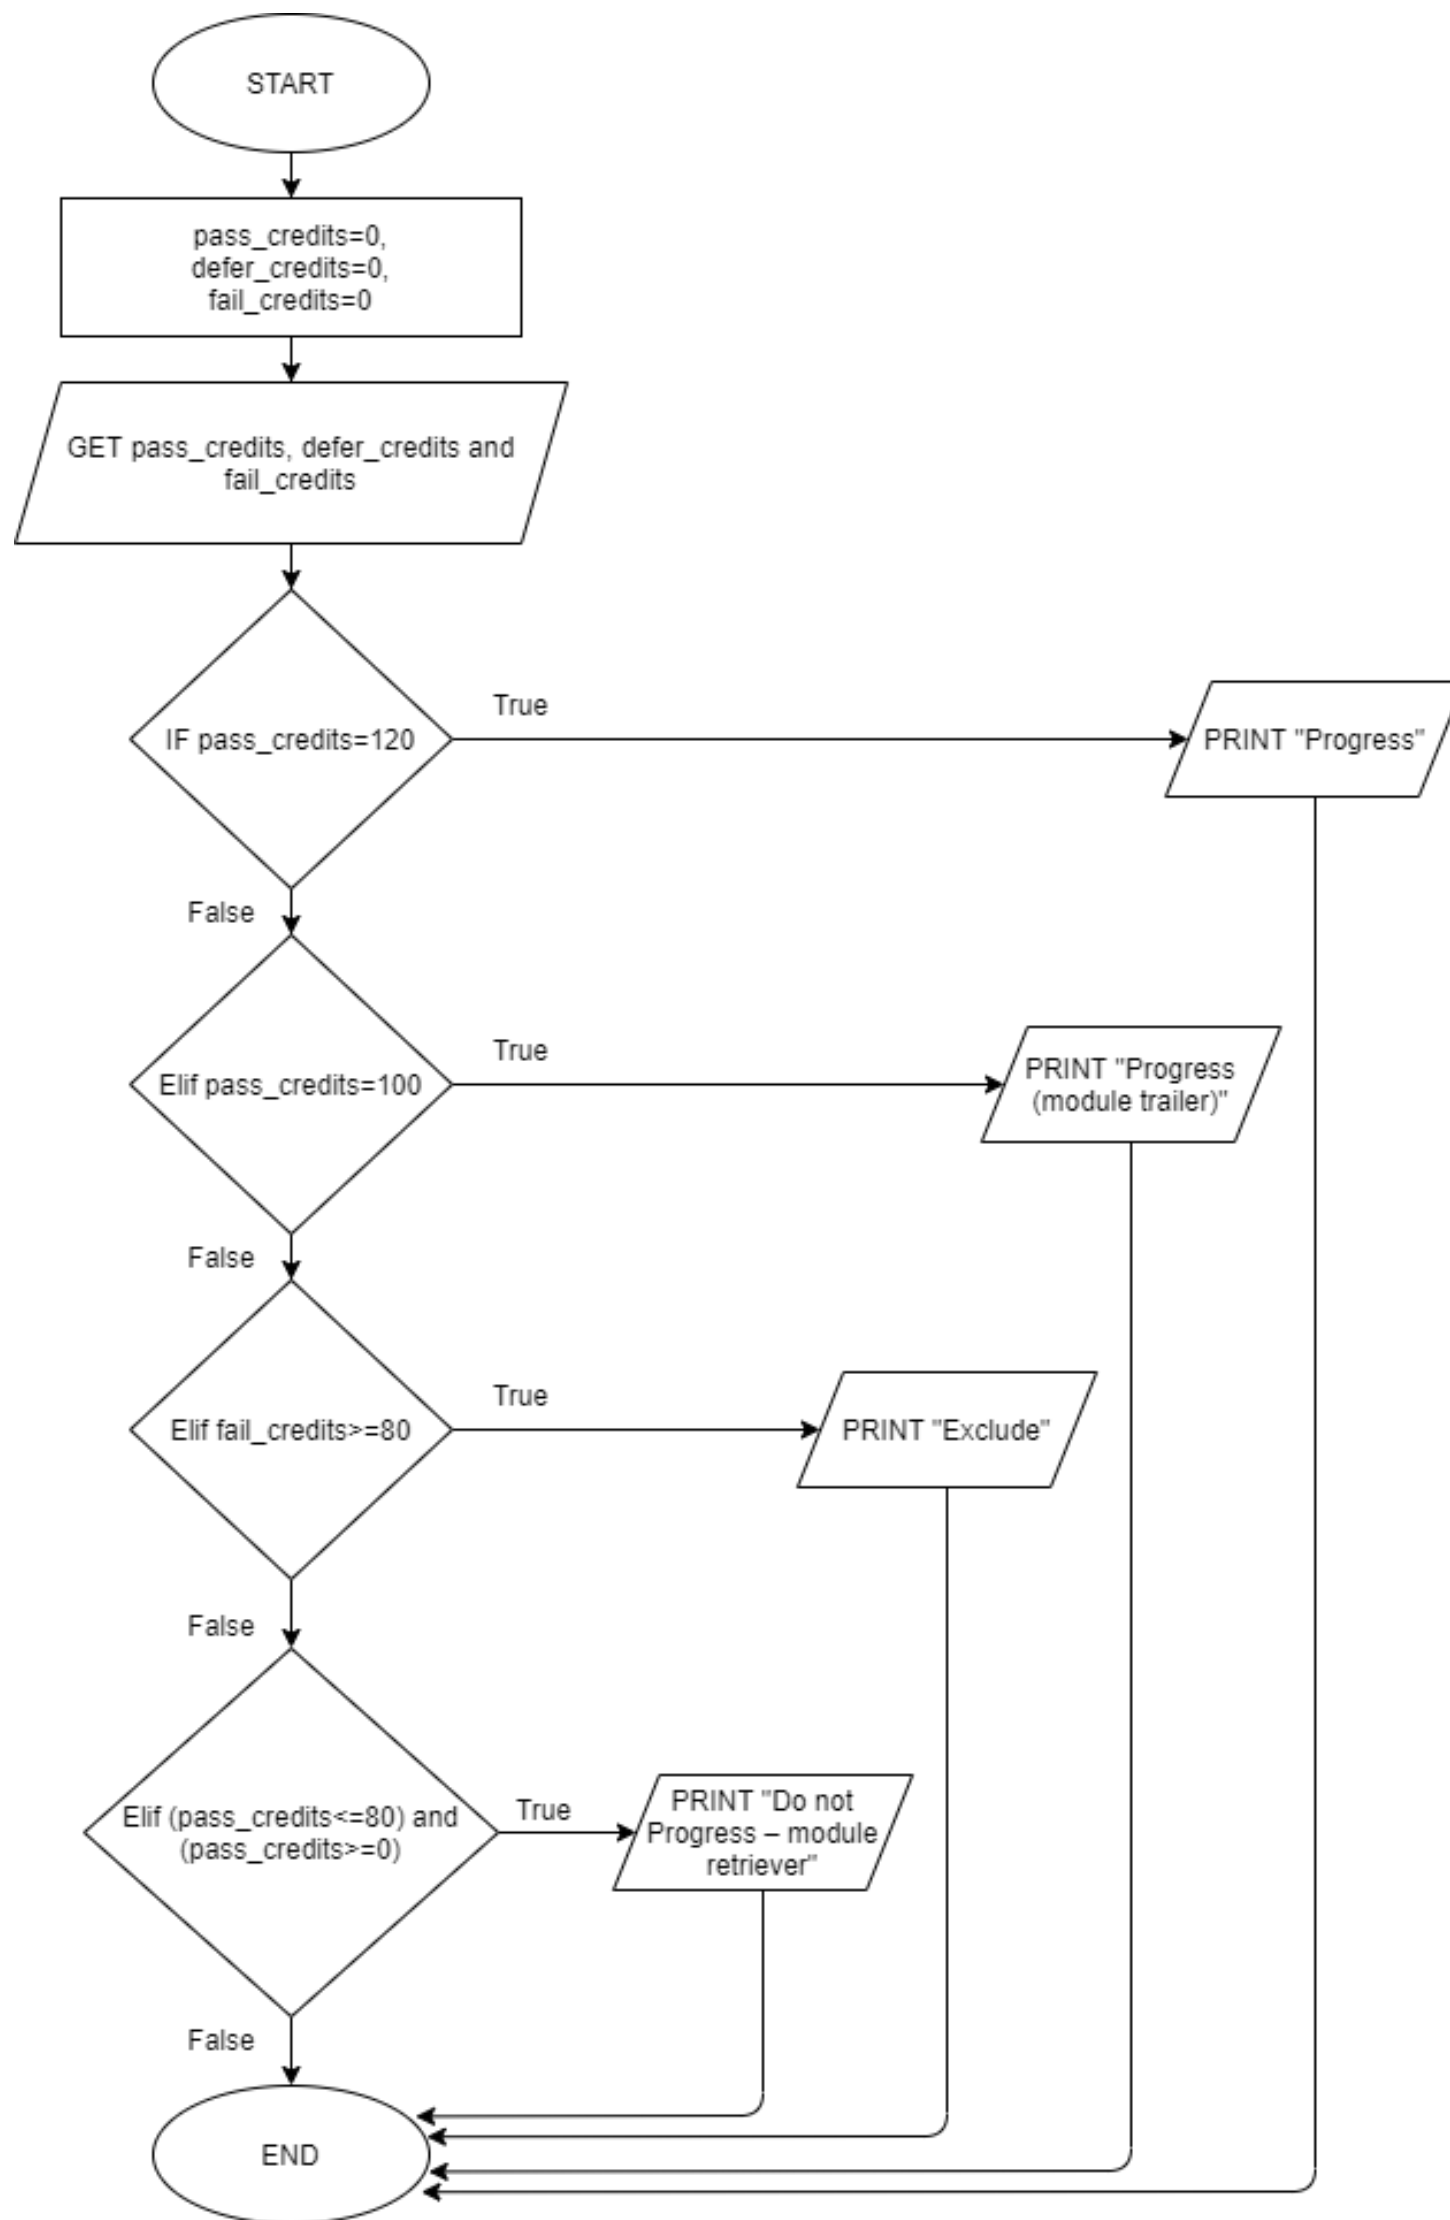 START
pass_credits=0,
defer_credits=0,
fail_credits=0
GET pass_credits, defer_credits and
fail_credits
IF pass_credits=120
True
PRINT "Progress"
False
Elif pass_credits=100
True
PRINT "Progress
(module trailer)"
False
Elif fail_credits>=80
True
PRINT "Exclude"
False
Elif (pass_credits<=80) and
(pass_credits>=0)
True
PRINT "Do not
Progress – module
retriever"
False
END